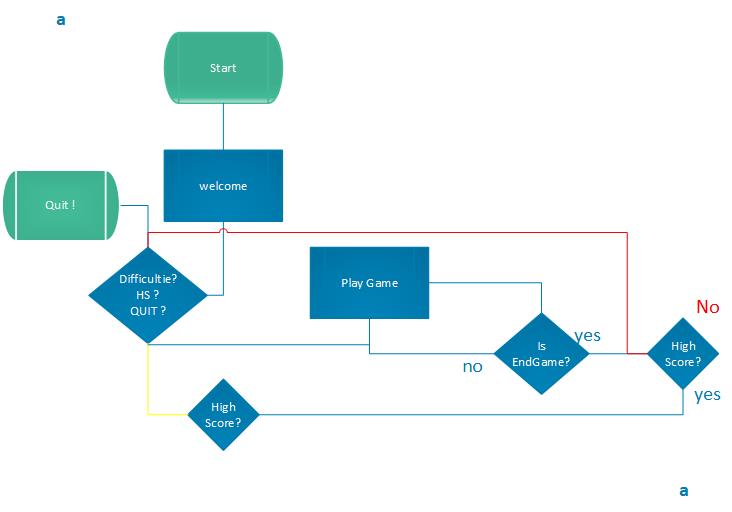 a
Start
welcome
Quit !
Difficultie?
HS ?
QUIT ?
Play Game
Is
EndGame?
yes
no
No
High
Score?
yes
High
Score?
a